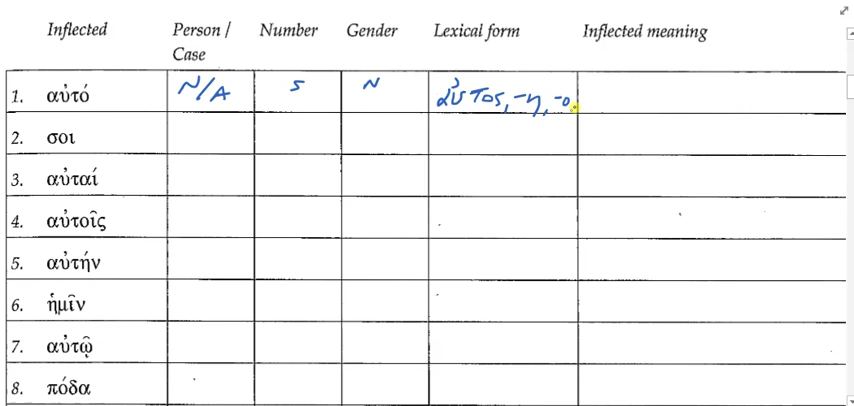 Inflected Person / Case Number Gender Lexical form Inflected meaning
1. αὐτό N/A S N αὐτος, -η, -ο
2. σοι
3. αὐταί
4. αὐτοῖς
5. αὐτήν
6. ἡμῖν
7. αὐτῷ
8. πόδα